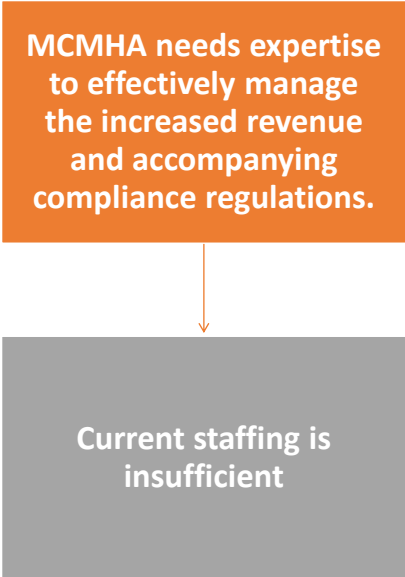 MCMHA needs expertise
to effectively manage
the increased revenue
and accompanying
compliance regulations.
Current staffing is
insufficient